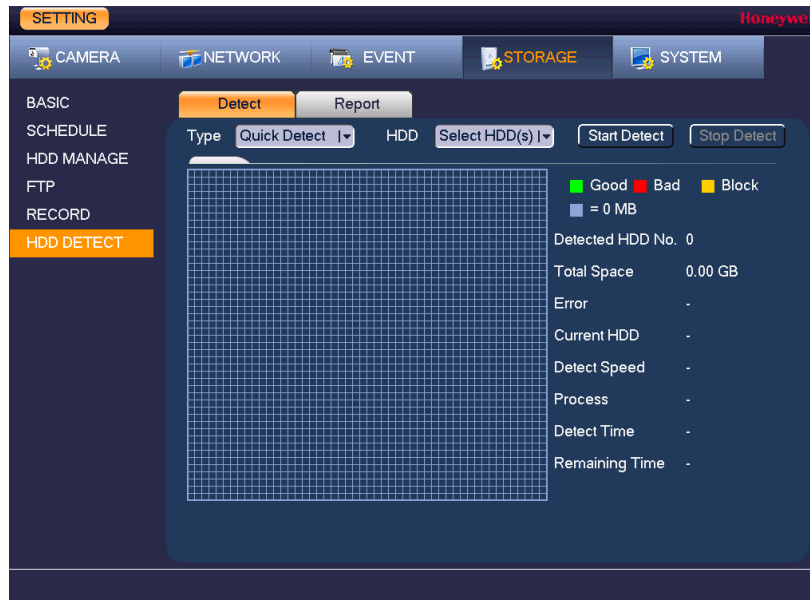 SETTING
Honeywe
CAMERA NETWORK EVENT STORAGE SYSTEM
BASIC
SCHEDULE
HDD MANAGE
FTP
RECORD
HDD DETECT
Detect Report
Type Quick Detect HDD Select HDD(s) Start Detect Stop Detect
Good Bad Block
= 0 MB
Detected HDD No. 0
Total Space 0.00 GB
Error -
Current HDD -
Detect Speed -
Process -
Detect Time -
Remaining Time -